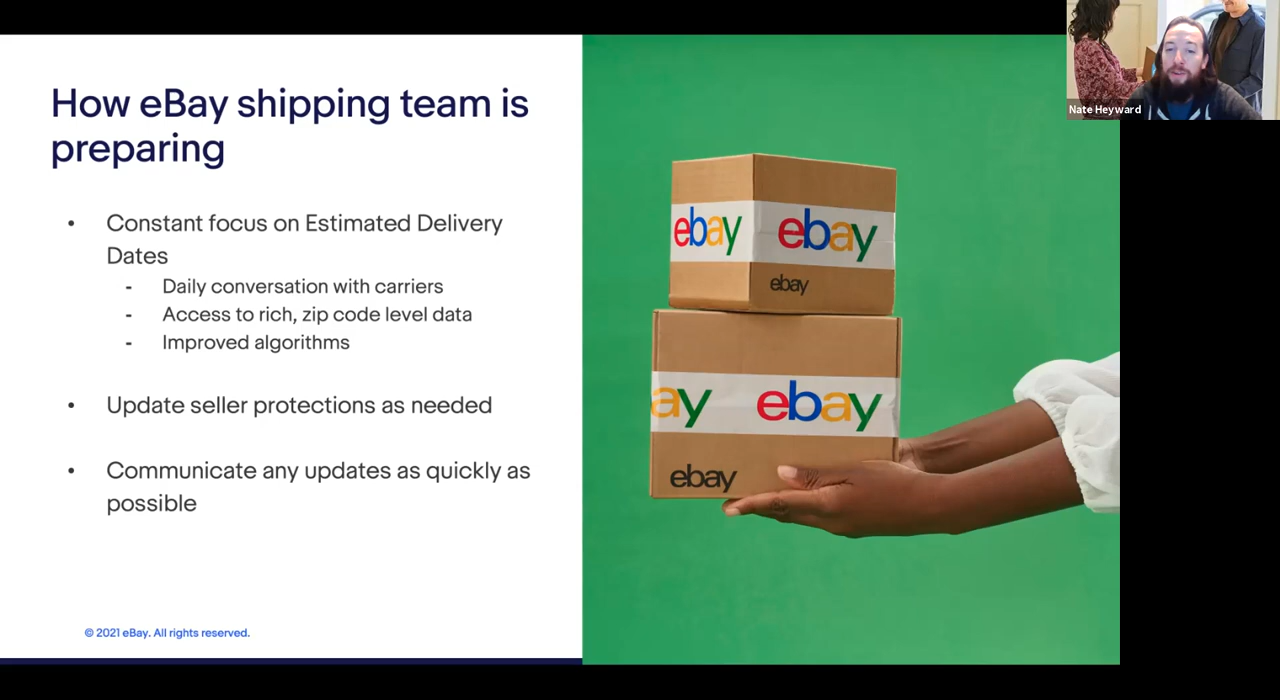 How eBay shipping team is
preparing
• Constant focus on Estimated Delivery
Dates
- Daily conversation with carriers
- Access to rich, zip code level data
- Improved algorithms
• Update seller protections as needed
• Communicate any updates as quickly as
possible
© 2021 eBay. All rights reserved.
ebay ebay
ebay
ay ebay
ebay
Nate Heyward